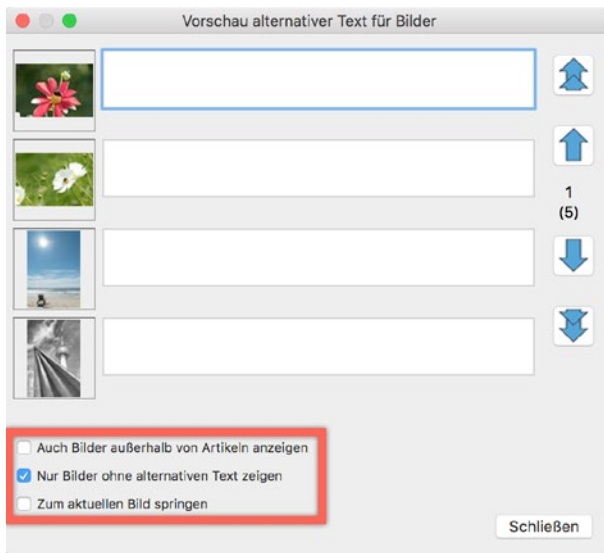 Vorschau alternativer Text für Bilder
1
(5)
Auch Bilder außerhalb von Artikeln anzeigen
Nur Bilder ohne alternativen Text zeigen
Zum aktuellen Bild springen
Schließen